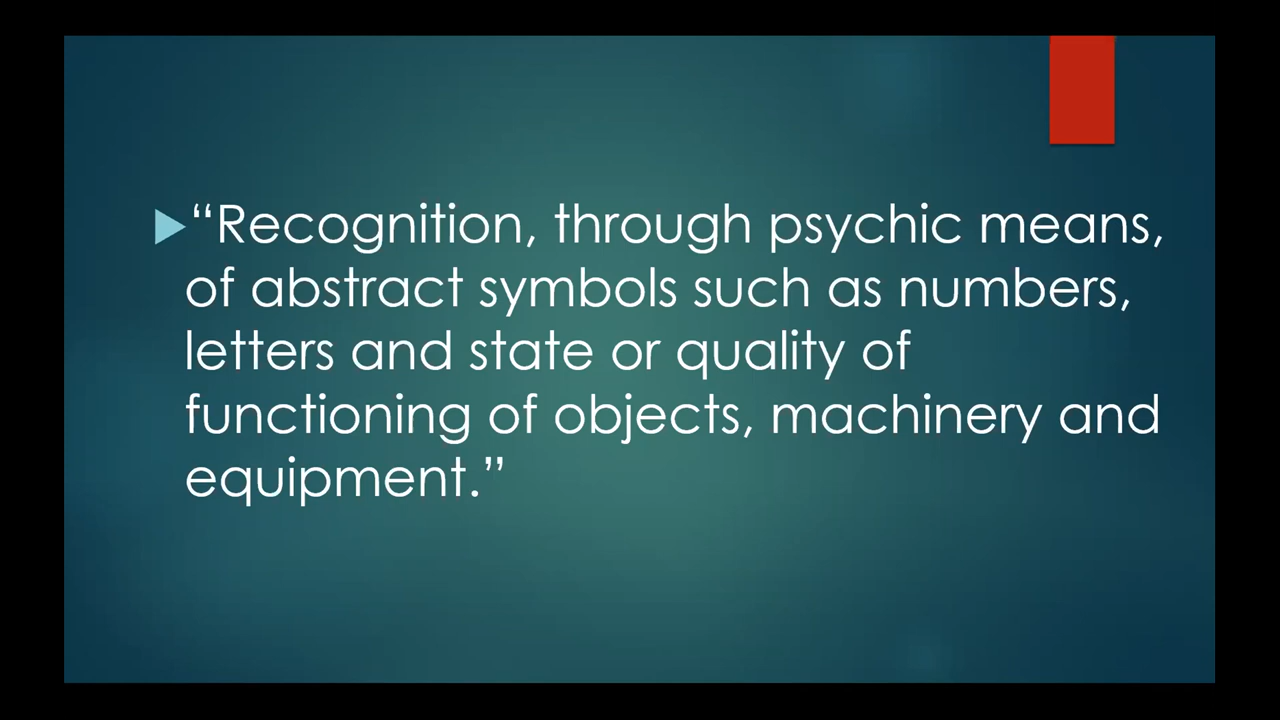 “Recognition, through psychic means,
of abstract symbols such as numbers,
letters and state or quality of
functioning of objects, machinery and
equipment.”